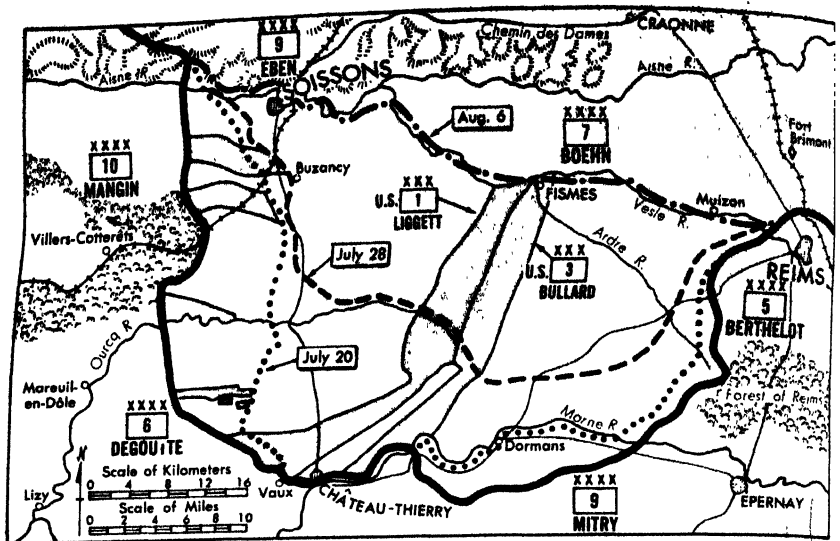 CRAONNE
Chemin des Dames
XXXX
9
EBEN
OISSONS
Aisne R.
Aisne R.
Aug. 6
XXXX
7
BOEHN
Fort
Brimont
XXXX
10
MANGIN
Buzancy
XXX
U.S. 1
LIGGETT
FISMES
Muizon
Vesle R.
Villers-Cotterêts
Ardre R
July 28
XXX
U.S. 3
BULLARD
REIMS
XXXX
5
BERTHELOT
Ourcq R
July 20
Mareuil-
en-Dôle
XXXX
6
DEGOUTTE
Forest of Reims
Marne R
Dormans
N
Scale of Kilometers
0 4 8 12 16
Scale of Miles
0 2 4 6 8 10
Lizy
Vaux
CHÂTEAU-THIERRY
XXXX
9
MITRY
EPERNAY